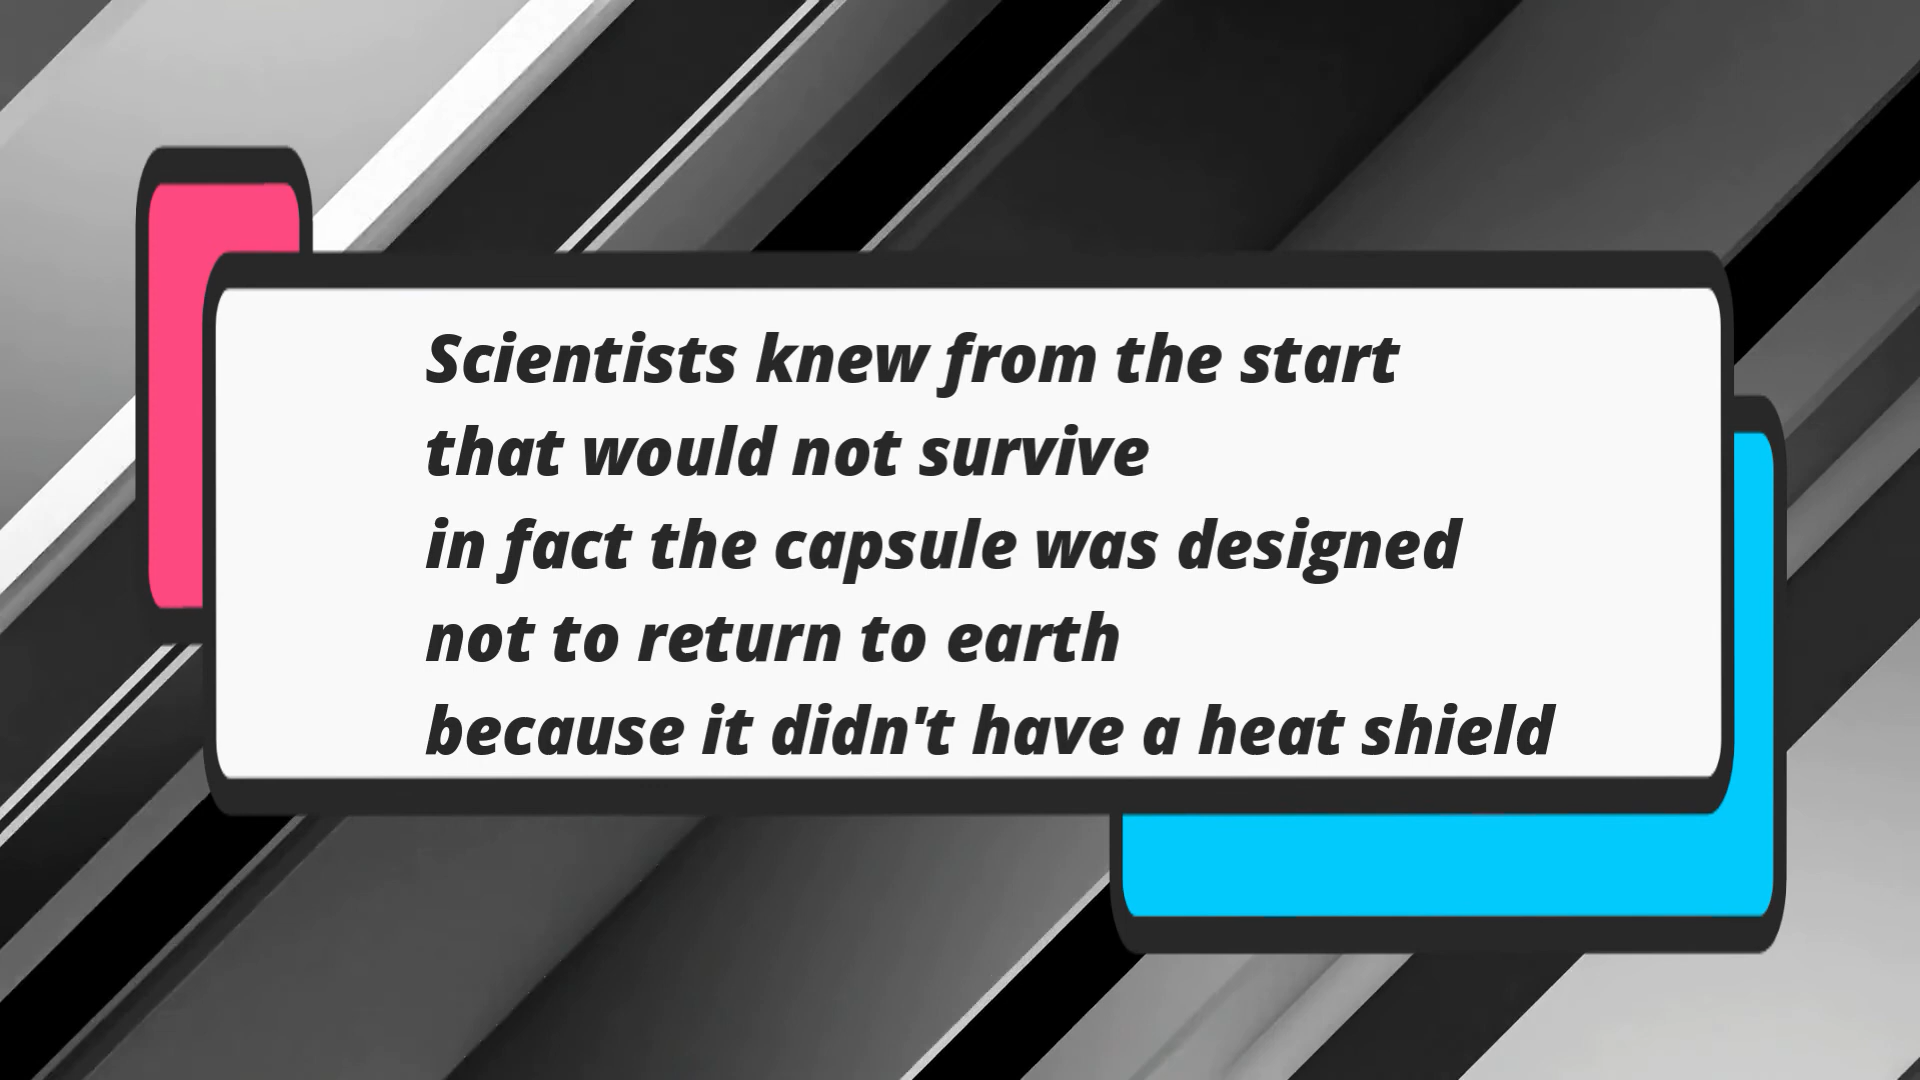 Scientists knew from the start
that would not survive
in fact the capsule was designed
not to return to earth
because it didn't have a heat shield